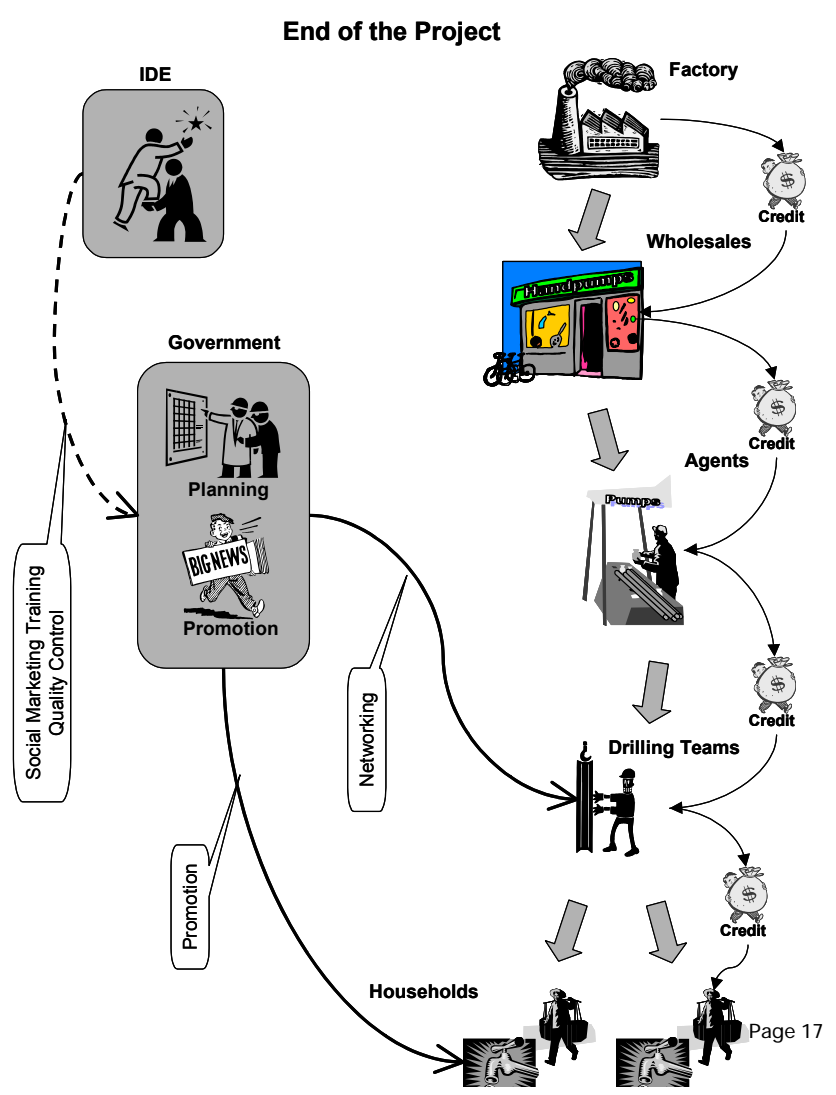 End of the Project
IDE
Factory
$
Credit
Wholesales
Handpumps
Government
$
Credit
Agents
Planning
Pumps
BIG NEWS
Promotion
Social Marketing Training
Quality Control
Networking
$
Credit
Drilling Teams
Promotion
$
Credit
Households
Page 17